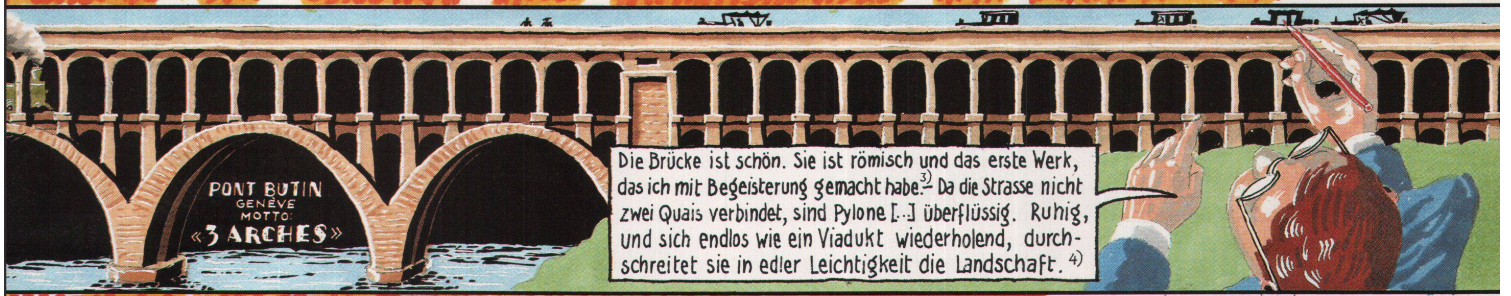 PONT BUTIN
GENÈVE
MOTTO:
«3 ARCHES»
Die Brücke ist schön. Sie ist römisch und das erste Werk,
das ich mit Begeisterung gemacht habe.3)– Da die Strasse nicht
zwei Quais verbindet, sind Pylone [..] überflüssig. Ruhig,
und sich endlos wie ein Viadukt wiederholend, durch-
schreitet sie in edler Leichtigkeit die Landschaft. 4)